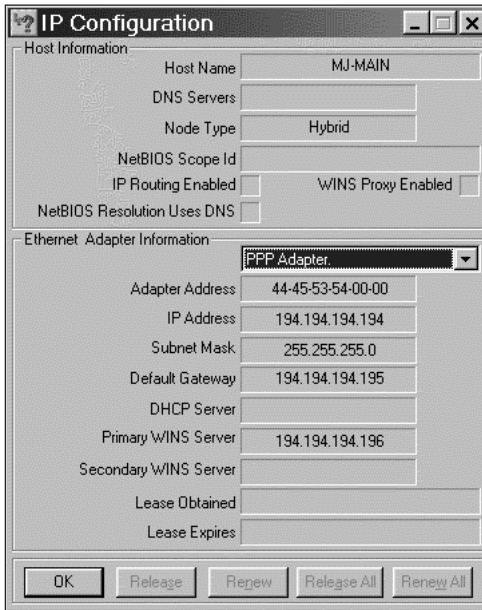 IP Configuration
Host Information
Host Name MJ-MAIN
DNS Servers
Node Type Hybrid
NetBIOS Scope Id
IP Routing Enabled WINS Proxy Enabled
NetBIOS Resolution Uses DNS
Ethernet Adapter Information
PPP Adapter.
Adapter Address 44-45-53-54-00-00
IP Address 194.194.194.194
Subnet Mask 255.255.255.0
Default Gateway 194.194.194.195
DHCP Server
Primary WINS Server 194.194.194.196
Secondary WINS Server
Lease Obtained
Lease Expires
OK Release Renew Release All Renew All